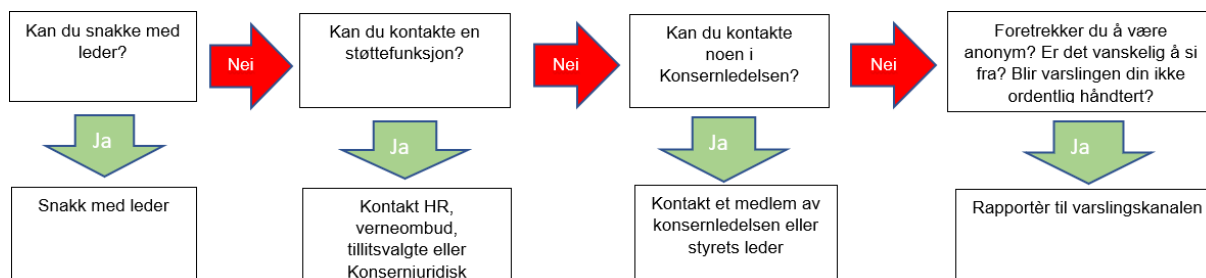 Kan du snakke med
leder?
Nei
Kan du kontakte en
støttefunksjon?
Nei
Kan du kontakte
noen i
Konsernledelsen?
Nei
Foretrekker du å være
anonym? Er det vanskelig å si
fra? Blir varslingen din ikke
ordentlig håndtert?
Ja
Ja
Ja
Ja
Snakk med leder
Kontakt HR,
verneombud,
tillitsvalgte eller
Konsernjuridisk
Kontakt et medlem av
konsernledelsen eller
styrets leder
Rapportèr til varslingskanalen